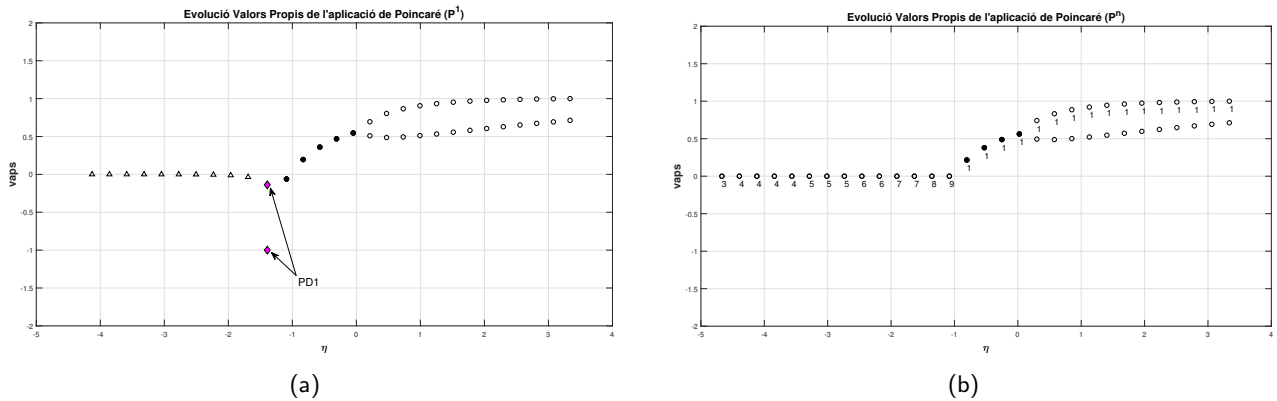 Evolució Valors Propis de l'aplicació de Poincaré (P^1)
2
1.5
1
0.5
0
-0.5
-1
-1.5
-2
vaps
PD1
-5 -4 -3 -2 -1 0 1 2 3 4
η
(a)
Evolució Valors Propis de l'aplicació de Poincaré (P^n)
2
1.5
1
0.5
0
-0.5
-1
-1.5
-2
vaps
1 1 1 1 1 1 1 1 1 1 1 1
1
1
1
1
3 4 4 4 4 5 5 5 6 6 7 7 8 9
-5 -4 -3 -2 -1 0 1 2 3 4
η
(b)